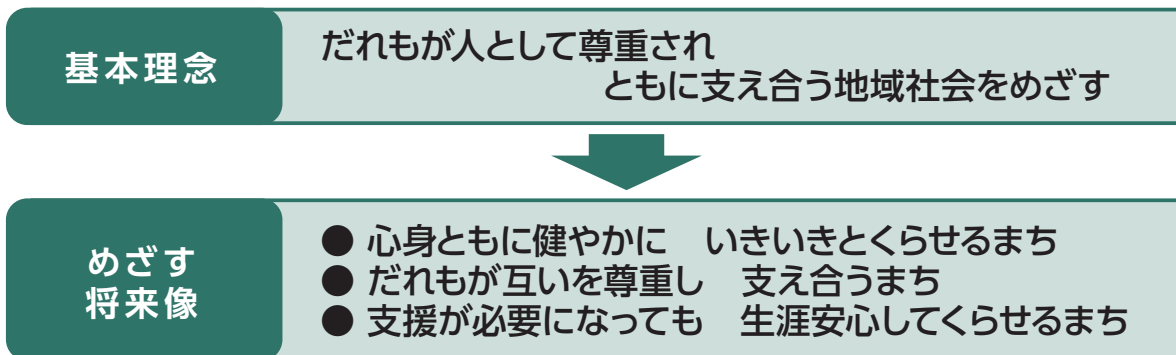 基本理念
だれもが人として尊重され
ともに支え合う地域社会をめざす
めざす
将来像
● 心身ともに健やかに　いきいきとくらせるまち
● だれもが互いを尊重し　支え合うまち
● 支援が必要になっても　生涯安心してくらせるまち